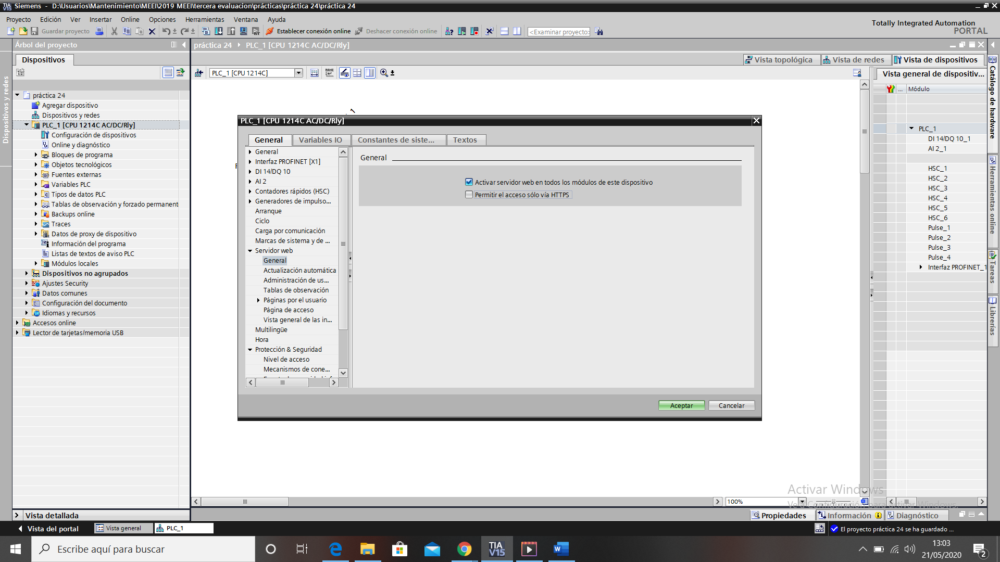 Siemens - D:\Usuarios\Mantenimiento\MEEI\2019 MEEI\tercera evaluacion\prácticas\práctica 24\práctica 24
Proyecto Edición Ver Insertar Online Opciones Herramientas Ventana Ayuda
Guardar proyecto Establecer conexión online Deshacer conexión online <Examinar proyecto>
Totally Integrated Automation
PORTAL
Árbol del proyecto
práctica 24 PLC_1 [CPU 1214C AC/DC/Rly]
Dispositivos
Vista topológica Vista de redes Vista de dispositivos
PLC_1 [CPU 1214C]
Dispositivos y redes
práctica 24
Agregar dispositivo
Dispositivos y redes
PLC_1 [CPU 1214C AC/DC/Rly]
Configuración de dispositivos
Online y diagnóstico
Bloques de programa
Objetos tecnológicos
Fuentes externas
Variables PLC
Tipos de datos PLC
Tablas de observación y forzado permanent
Backups online
Traces
Datos de proxy de dispositivo
Información del programa
Listas de textos de aviso PLC
Módulos locales
Dispositivos no agrupados
Ajustes Security
Datos comunes
Configuración del documento
Idiomas y recursos
Accesos online
Lector de tarjetas/memoria USB
Vista detallada
PLC_1 [CPU 1214C AC/DC/Rly]
General Variables IO Constantes de siste... Textos
General
Interfaz PROFINET [X1]
DI 14/DQ 10
AI 2
Contadores rápidos (HSC)
Generadores de impulso...
Arranque
Ciclo
Carga por comunicación
Marcas de sistema y de ...
Servidor web
General
Actualización automática
Administración de us...
Tablas de observación
Páginas por el usuario
Página de acceso
Vista general de las in...
Multilingüe
Hora
Protección & Seguridad
Nivel de acceso
Mecanismos de cone...
General
Activar servidor web en todos los módulos de este dispositivo
Permitir el acceso sólo vía HTTPS
Aceptar Cancelar
Vista general de dispositiv...
... Módulo
PLC_1
DI 14/DQ 10_1
AI 2_1
HSC_1
HSC_2
HSC_3
HSC_4
HSC_5
HSC_6
Pulse_1
Pulse_2
Pulse_3
Pulse_4
Interfaz PROFINET_1
Catálogo de hardware
Herramientas online
Tareas
Librerías
Activar Windows
Ve a Configuración para activar Windows.
100%
Propiedades Información Diagnóstico
Vista del portal Vista general PLC_1
El proyecto práctica 24 se ha guardado ...
Escribe aquí para buscar
TIA
V15
13:03
21/05/2020
2